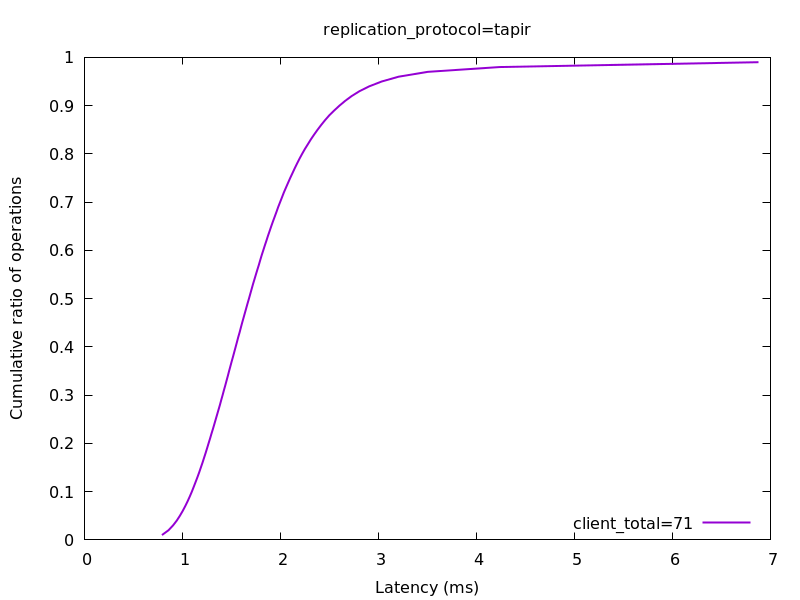 replication_protocol=tapir
1
0.9
0.8
0.7
0.6
0.5
0.4
0.3
0.2
0.1
0
Cumulative ratio of operations
client_total=71
0 1 2 3 4 5 6 7
Latency (ms)